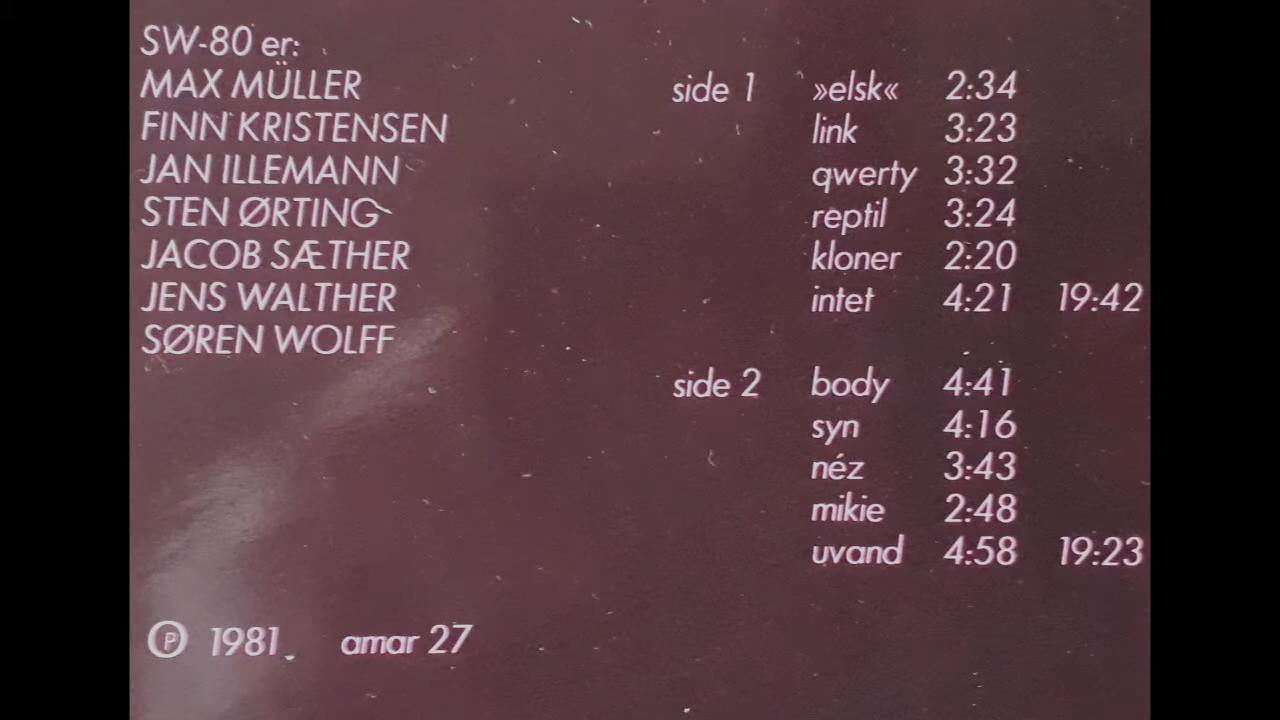 SW-80 er:
MAX MÜLLER
FINN KRISTENSEN
JAN ILLEMANN
STEN ØRTING
JACOB SÆTHER
JENS WALTHER
SØREN WOLFF
side 1 »elsk« 2:34
link 3:23
qwerty 3:32
reptil 3:24
kloner 2:20
intet 4:21 19:42
side 2 body 4:41
syn 4:16
néz 3:43
mikie 2:48
uvand 4:58 19:23
Ⓟ 1981 amar 27